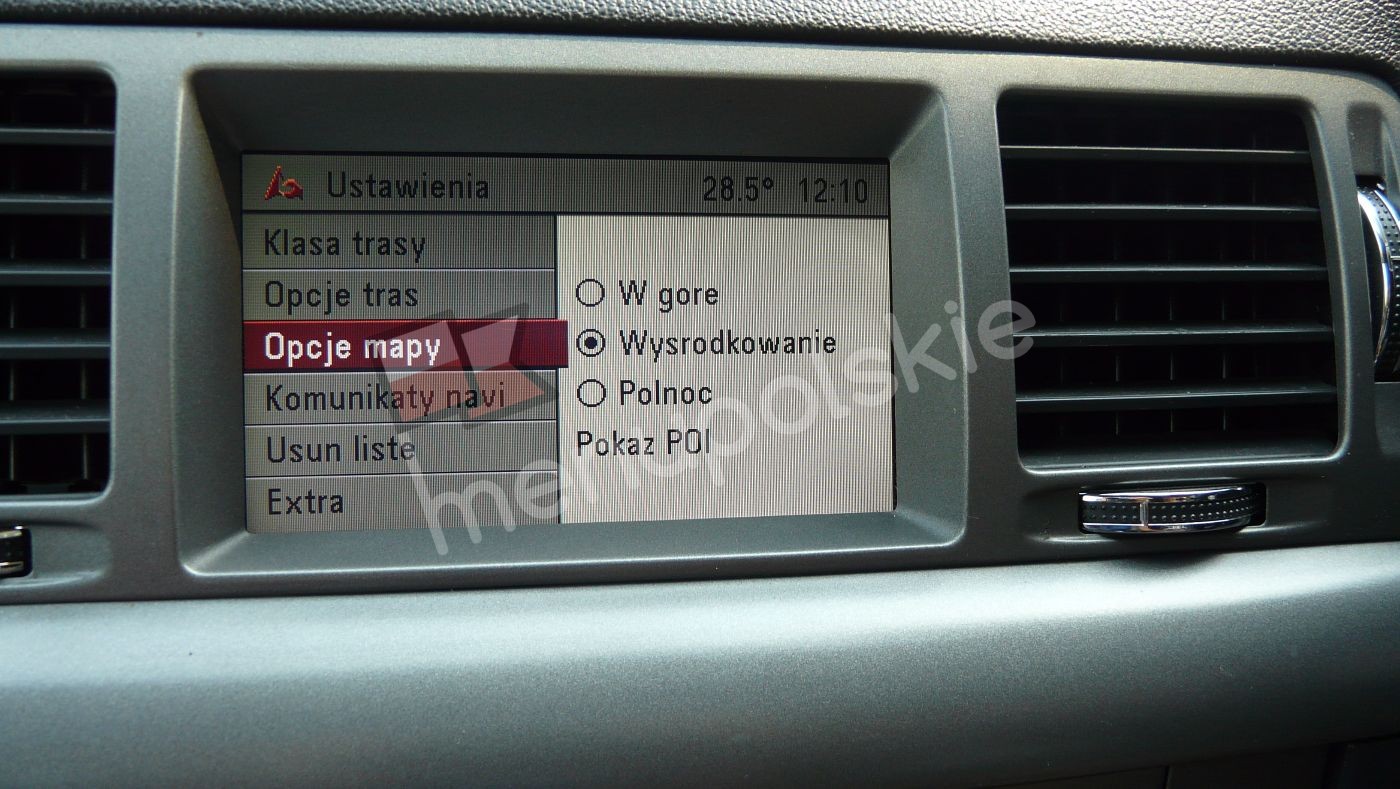 Ustawienia 28.5° 12:10
Klasa trasy
Opcje tras
Opcje mapy
Komunikaty navi
Usun liste
Extra
W gore
Wysrodkowanie
Polnoc
Pokaz POI
menupolskie